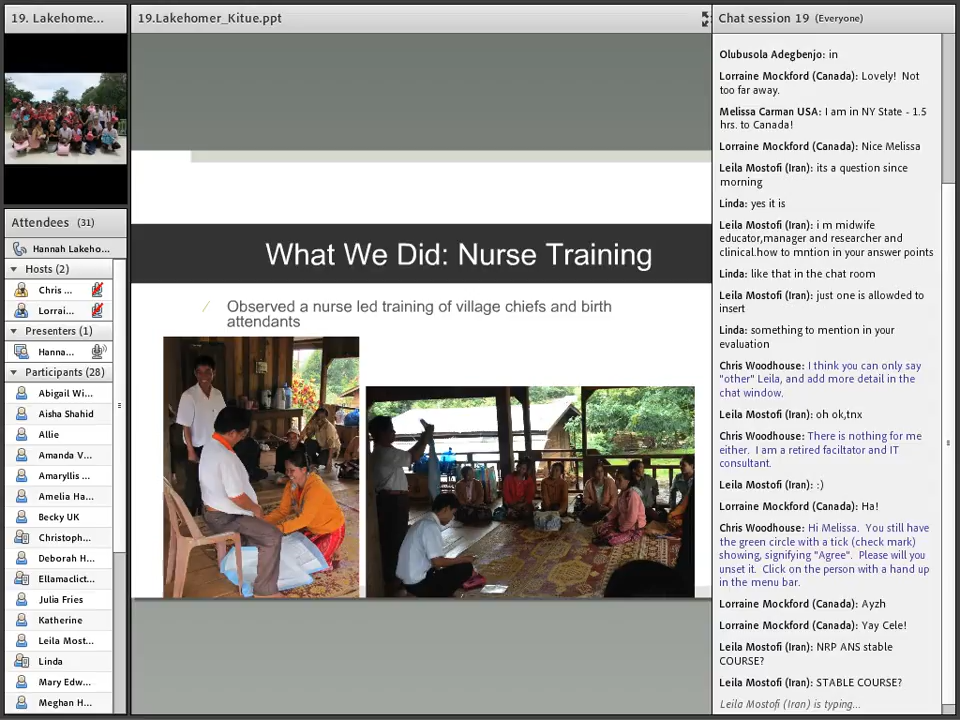 19. Lakehome...
Attendees (31)
Hannah Lakeho...
Hosts (2)
Chris ...
Lorrai...
Presenters (1)
Hanna...
Participants (28)
Abigail Wi...
Aisha Shahid
Allie
Amanda V...
Amaryllis ...
Amelia Ha...
Becky UK
Christoph...
Deborah H...
Ellamaclict...
Julia Fries
Katherine
Leila Most...
Linda
Mary Edw...
Meghan H...
19.Lakehomer_Kitue.ppt
What We Did: Nurse Training
Observed a nurse led training of village chiefs and birth
attendants
Chat session 19 (Everyone)
Olubusola Adegbenjo: in
Lorraine Mockford (Canada): Lovely! Not
too far away.
Melissa Carman USA: I am in NY State - 1.5
hrs. to Canada!
Lorraine Mockford (Canada): Nice Melissa
Leila Mostofi (Iran): its a question since
morning
Linda: yes it is
Leila Mostofi (Iran): i m midwife
educator,manager and researcher and
clinical.how to mntion in your answer points
Linda: like that in the chat room
Leila Mostofi (Iran): just one is allowded to
insert
Linda: something to mention in your
evaluation
Chris Woodhouse: I think you can only say
"other" Leila, and add more detail in the
chat window.
Leila Mostofi (Iran): oh ok,tnx
Chris Woodhouse: There is nothing for me
either. I am a retired faciltator and IT
consultant.
Leila Mostofi (Iran): :)
Lorraine Mockford (Canada): Ha!
Chris Woodhouse: Hi Melissa. You still have
the green circle with a tick (check mark)
showing, signifying "Agree". Please will you
unset it. Click on the person with a hand up
in the menu bar.
Lorraine Mockford (Canada): Ayzh
Lorraine Mockford (Canada): Yay Cele!
Leila Mostofi (Iran): NRP ANS stable
COURSE?
Leila Mostofi (Iran): STABLE COURSE?
Leila Mostofi (Iran) is typing...